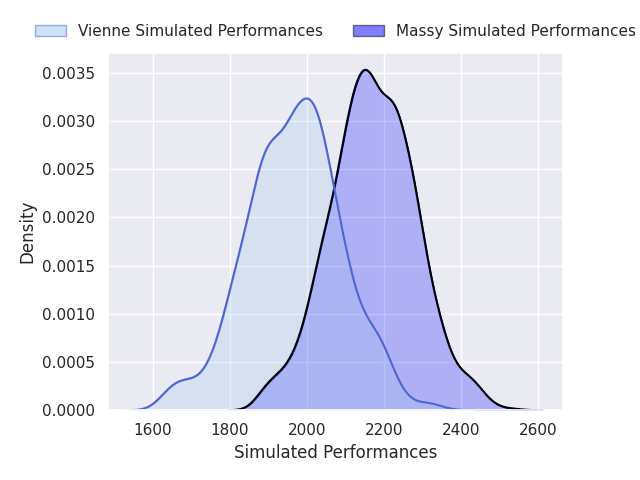 Vienne Simulated Performances
Massy Simulated Performances
0.0035
0.0030
0.0025
0.0020
0.0015
0.0010
0.0005
0.0000
Density
1600 1800 2000 2200 2400 2600
Simulated Performances